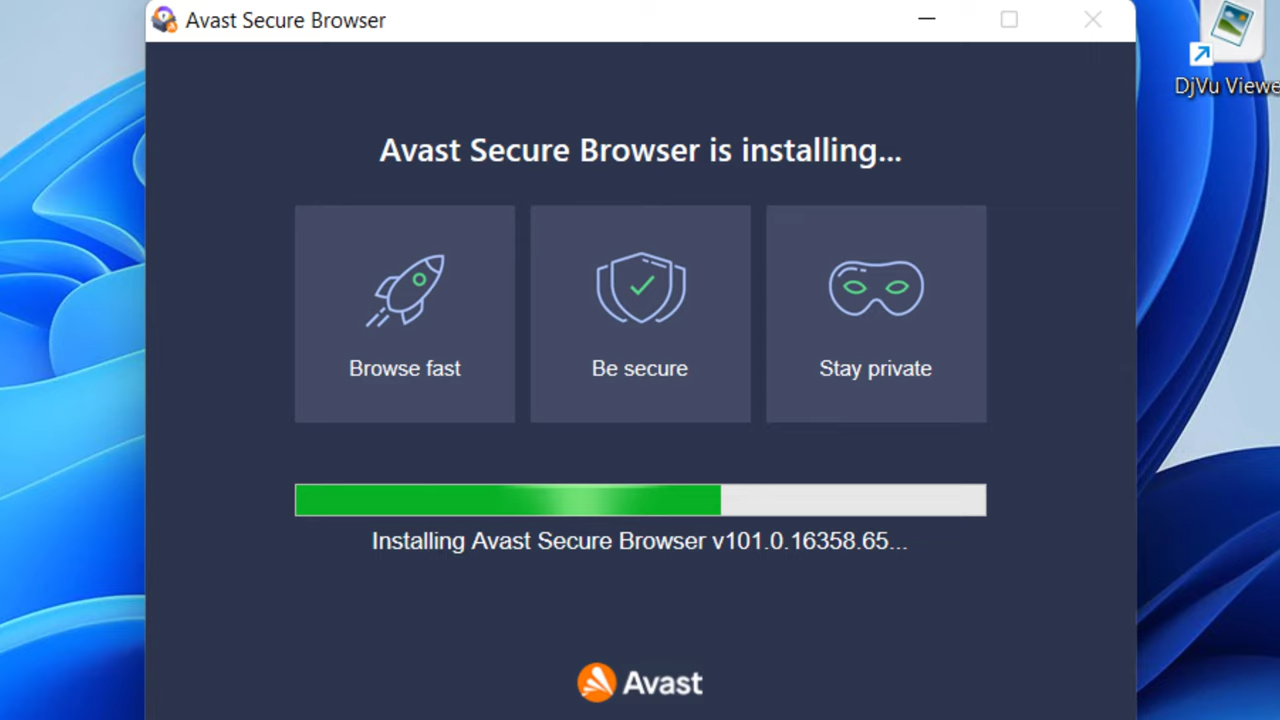 Avast Secure Browser
DjVu Viewe
Avast Secure Browser is installing...
Browse fast
Be secure
Stay private
Installing Avast Secure Browser v101.0.16358.65...
Avast